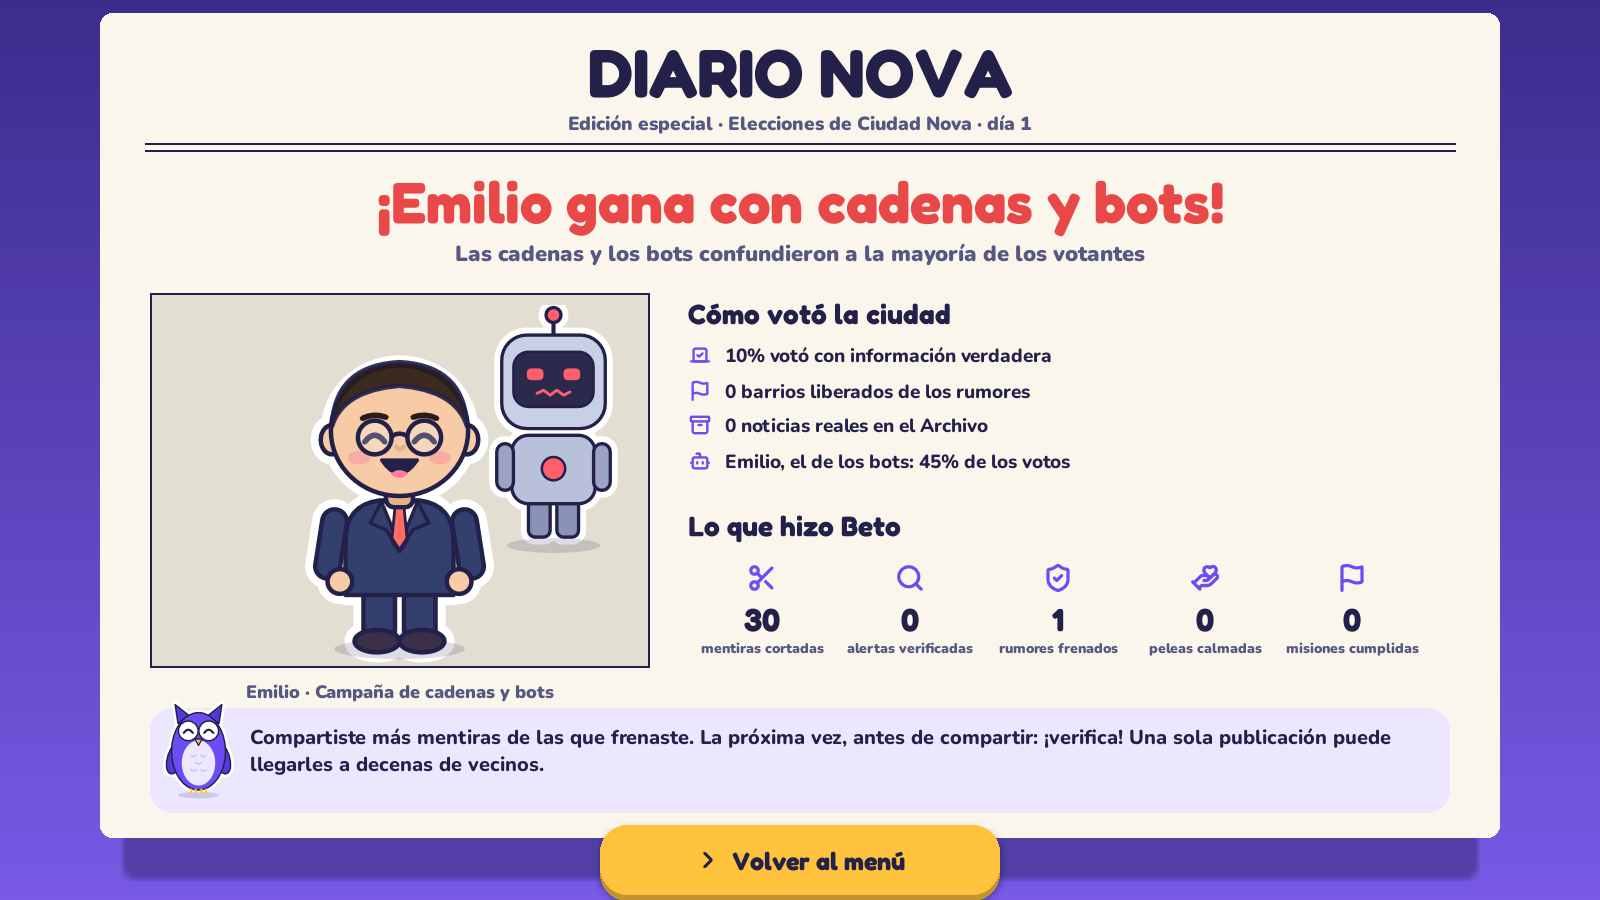 DIARIO NOVA
Edición especial · Elecciones de Ciudad Nova · día 1
¡Emilio gana con cadenas y bots!
Las cadenas y los bots confundieron a la mayoría de los votantes
Cómo votó la ciudad
10% votó con información verdadera
0 barrios liberados de los rumores
0 noticias reales en el Archivo
Emilio, el de los bots: 45% de los votos
Lo que hizo Beto
30
mentiras cortadas
0
alertas verificadas
1
rumores frenados
0
peleas calmadas
0
misiones cumplidas
Emilio · Campaña de cadenas y bots
Compartiste más mentiras de las que frenaste. La próxima vez, antes de compartir: ¡verifica! Una sola publicación puede
llegarles a decenas de vecinos.
Volver al menú